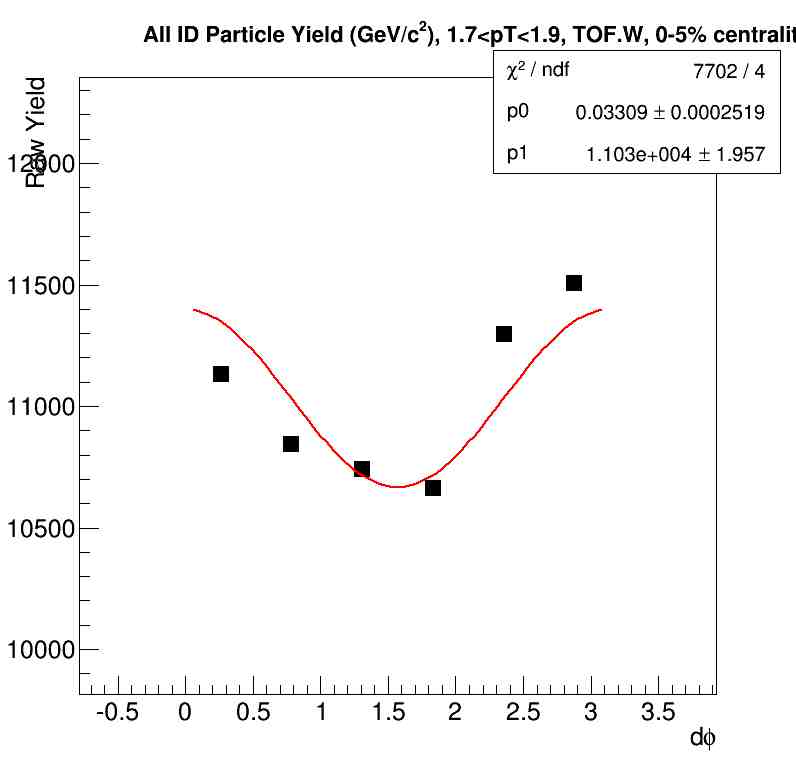 All ID Particle Yield (GeV/c²), 1.7<pT<1.9, TOF.W, 0-5% centralit
χ² / ndf 7702 / 4
p0 0.03309 ± 0.0002519
p1 1.103e+004 ± 1.957
Raw Yield
12000
11500
11000
10500
10000
-0.5 0 0.5 1 1.5 2 2.5 3 3.5
dϕ